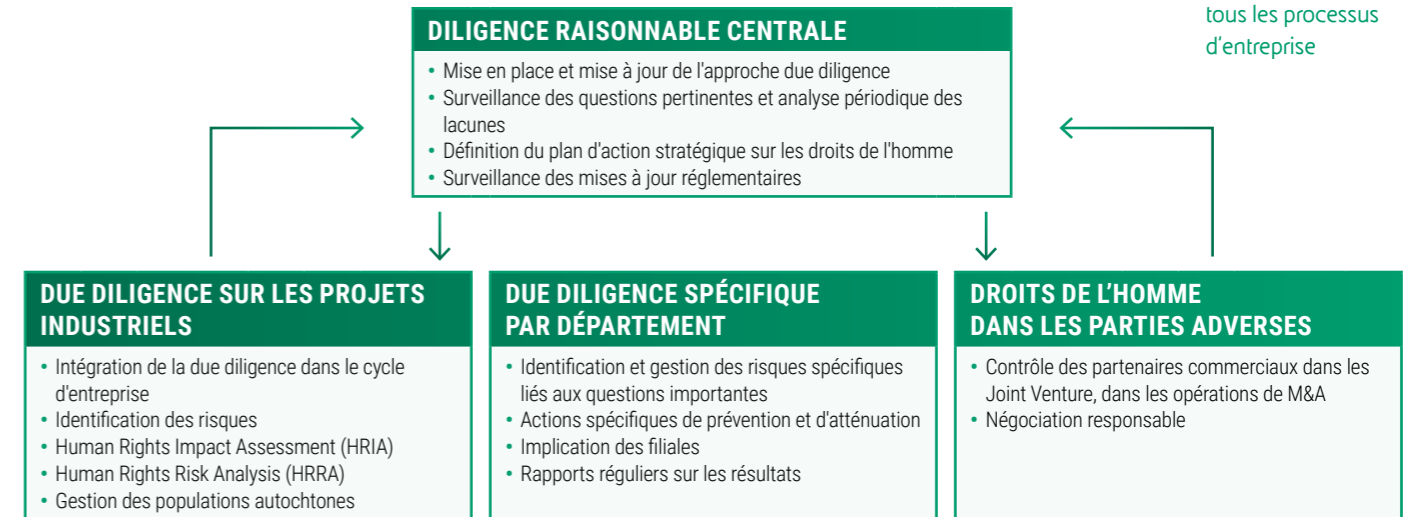 tous les processus
d'entreprise
DILIGENCE RAISONNABLE CENTRALE
• Mise en place et mise à jour de l'approche due diligence
• Surveillance des questions pertinentes et analyse périodique des
lacunes
• Définition du plan d'action stratégique sur les droits de l'homme
• Surveillance des mises à jour réglementaires
DUE DILIGENCE SUR LES PROJETS
INDUSTRIELS
• Intégration de la due diligence dans le cycle
d'entreprise
• Identification des risques
• Human Rights Impact Assessment (HRIA)
• Human Rights Risk Analysis (HRRA)
• Gestion des populations autochtones
DUE DILIGENCE SPÉCIFIQUE
PAR DÉPARTEMENT
• Identification et gestion des risques spécifiques
liés aux questions importantes
• Actions spécifiques de prévention et d'atténuation
• Implication des filiales
• Rapports réguliers sur les résultats
DROITS DE L’HOMME
DANS LES PARTIES ADVERSES
• Contrôle des partenaires commerciaux dans les
Joint Venture, dans les opérations de M&A
• Négociation responsable